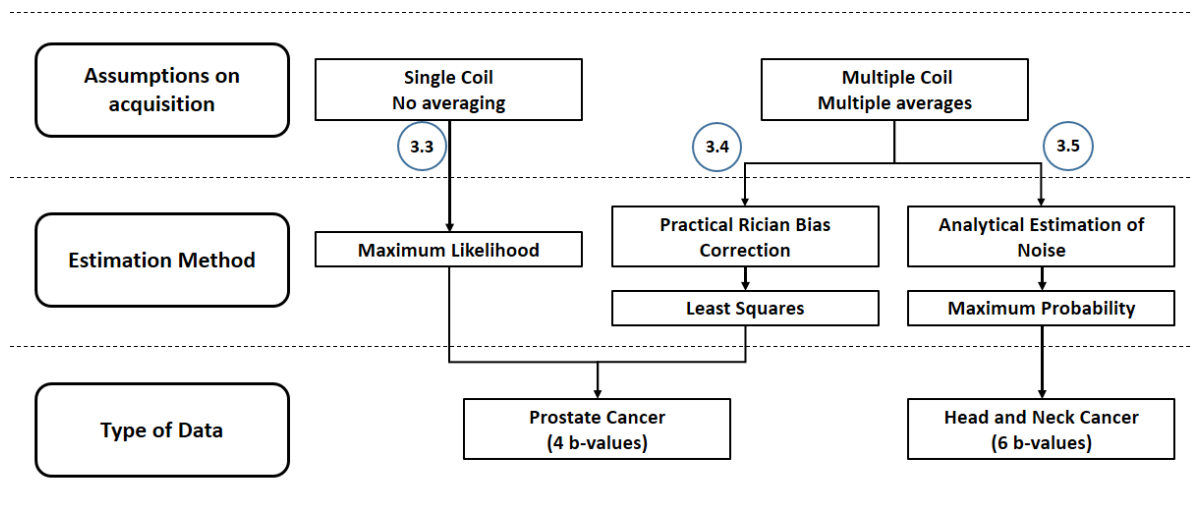 Assumptions on
acquisition
Single Coil
No averaging
Multiple Coil
Multiple averages
3.3
3.4
3.5
Estimation Method
Maximum Likelihood
Practical Rician Bias
Correction
Analytical Estimation of
Noise
Least Squares
Maximum Probability
Type of Data
Prostate Cancer
(4 b-values)
Head and Neck Cancer
(6 b-values)